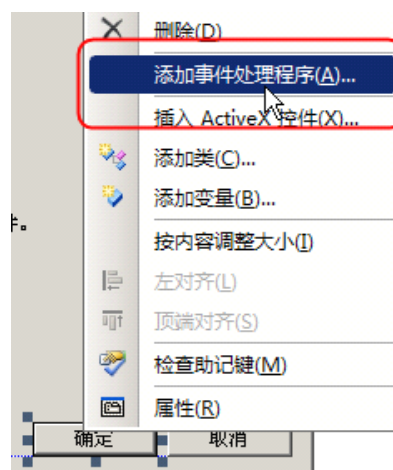 删除(D)
添加事件处理程序(A)...
插入 ActiveX 控件(X)...
添加类(C)...
添加变量(B)...
件。
按内容调整大小(I)
左对齐(L)
顶端对齐(S)
检查助记键(M)
属性(R)
确定
取消